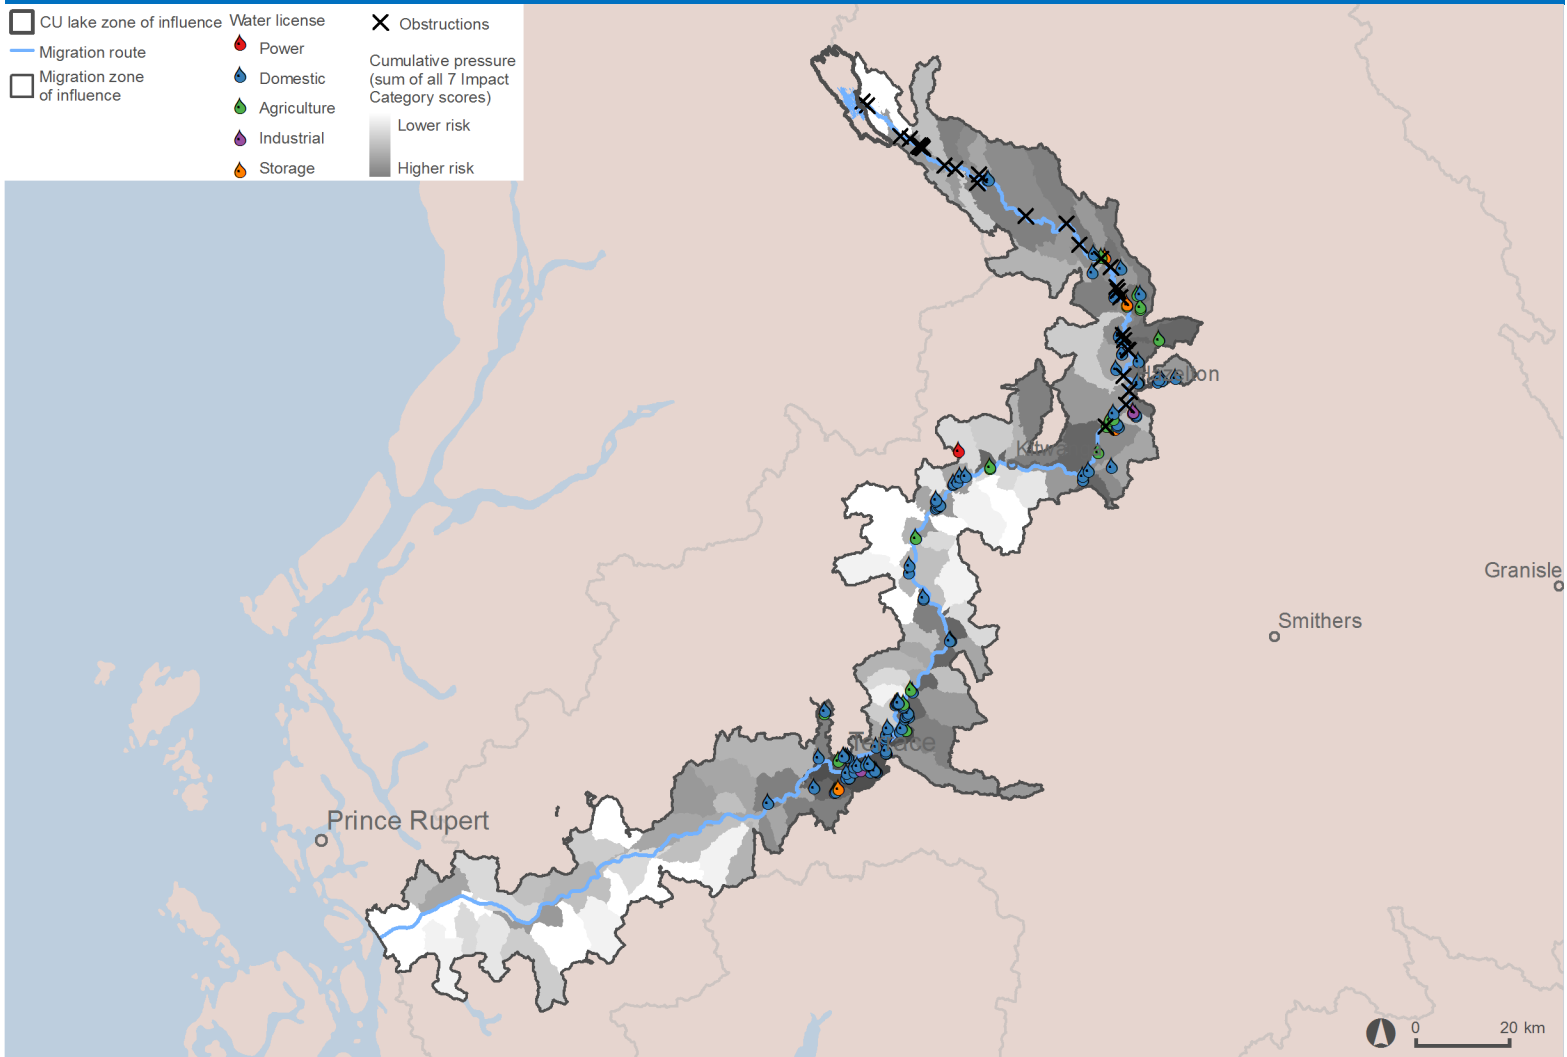 CU lake zone of influence
Migration route
Migration zone
of influence
Water license
Power
Domestic
Agriculture
Industrial
Storage
Obstructions
Cumulative pressure
(sum of all 7 Impact
Category scores)
Lower risk
Higher risk
Granisle
Smithers
Terrace
Prince Rupert
0
20 km